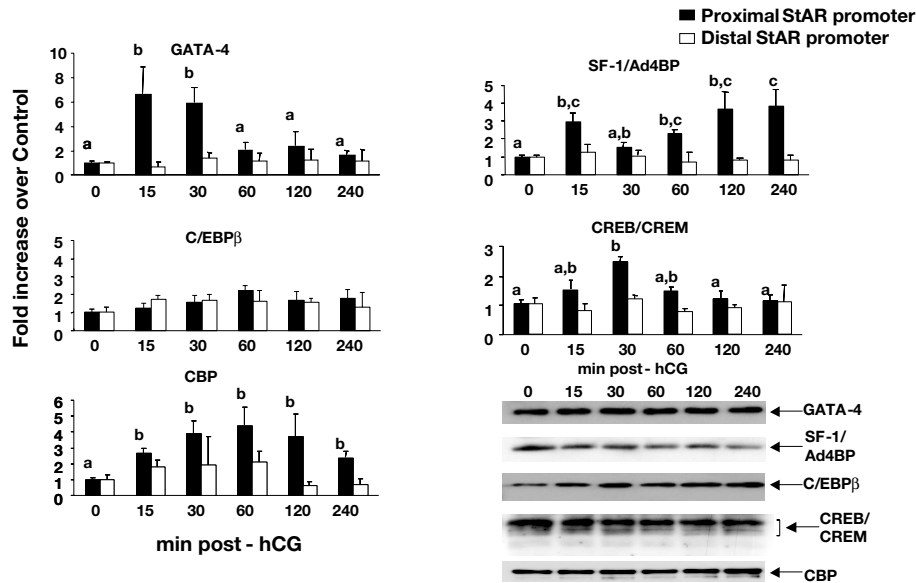 Proximal StAR promoter
Distal StAR promoter
Fold increase over Control
GATA-4
10
8
6
4
2
0
a b b a a a
0 15 30 60 120 240
C/EBPβ
5
4
3
2
1
0
0 15 30 60 120 240
CBP
6
5
4
3
2
1
0
a b b b b b
0 15 30 60 120 240
min post - hCG
SF-1/Ad4BP
5
4
3
2
1
0
a b,c a,b b,c b,c c
0 15 30 60 120 240
CREB/CREM
3
2
1
0
a a,b b a,b a a
0 15 30 60 120 240
min post - hCG
0 15 30 60 120 240
GATA-4
SF-1/
Ad4BP
C/EBPβ
CREB/
CREM
CBP